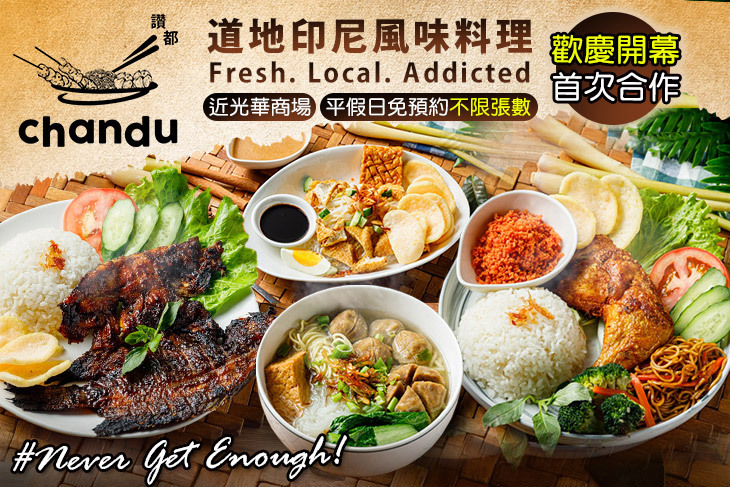 讚都
chandu
道地印尼風味料理
Fresh. Local. Addicted
近光華商場 平假日免預約不限張數
歡慶開幕
首次合作
#Never Get Enough!